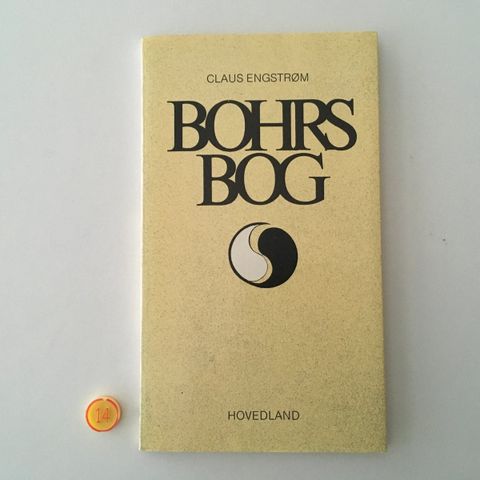 CLAUS ENGSTRØM
BOHRS
BOG
HOVEDLAND
14